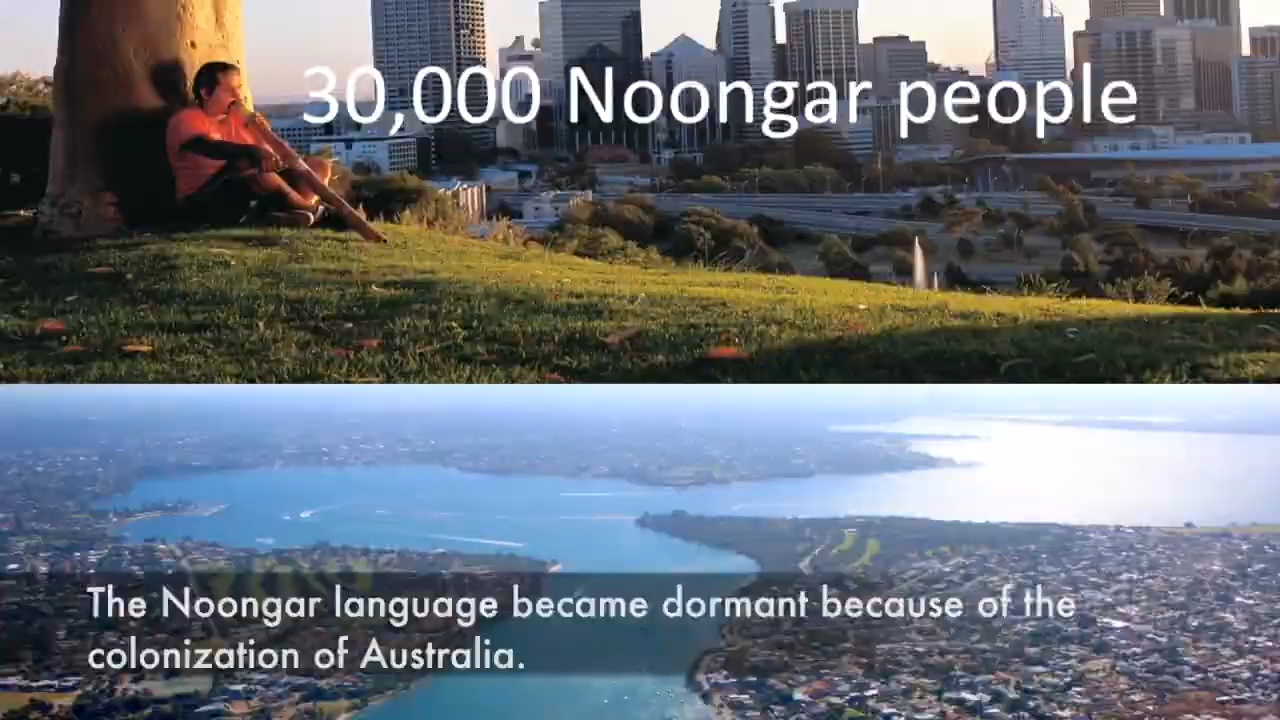 30,000 Noongar people
The Noongar language became dormant because of the
colonization of Australia.